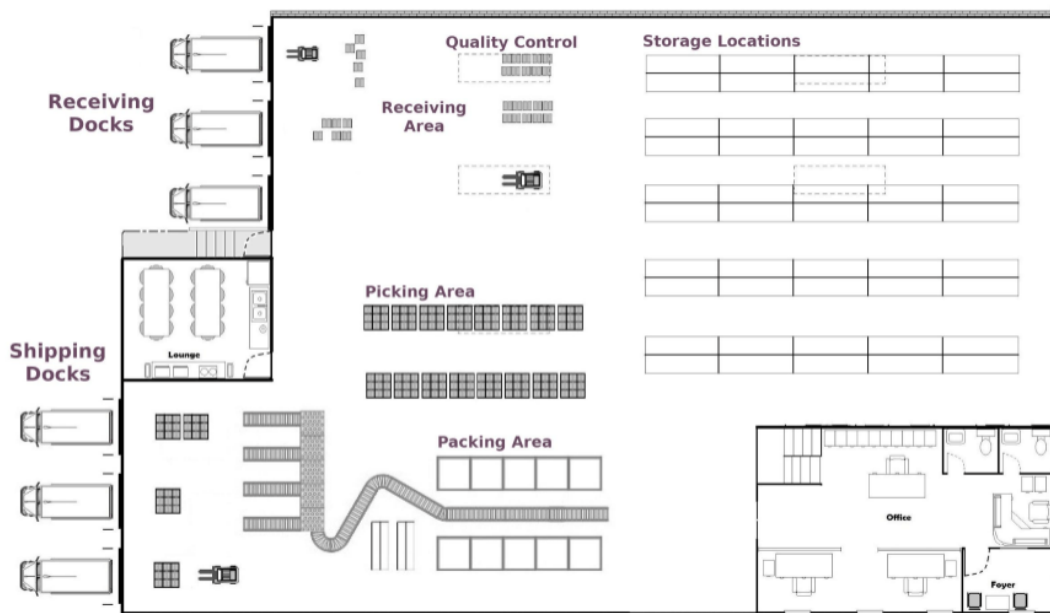 Quality Control
Storage Locations
Receiving
Docks
Receiving
Area
Picking Area
Lounge
Shipping
Docks
Packing Area
Office
Foyer